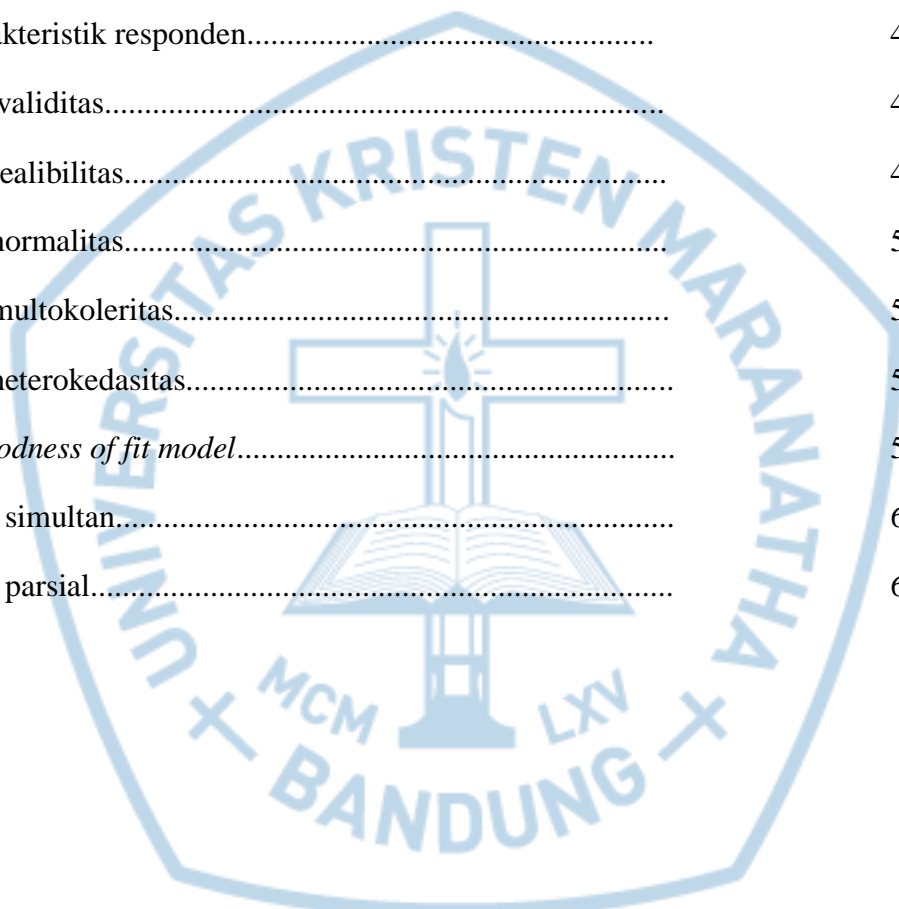 akteristik responden.................................................... 4
validitas....................................................................... 4
ealibilitas..................................................................... 4
normalitas..................................................................... 5
multokoleritas............................................................... 5
heterokedasitas.............................................................. 5
odness of fit model........................................................ 5
simultan....................................................................... 6
parsial.......................................................................... 6
UNIVERSITAS KRISTEN MARANATHA
MCM LXV
BANDUNG